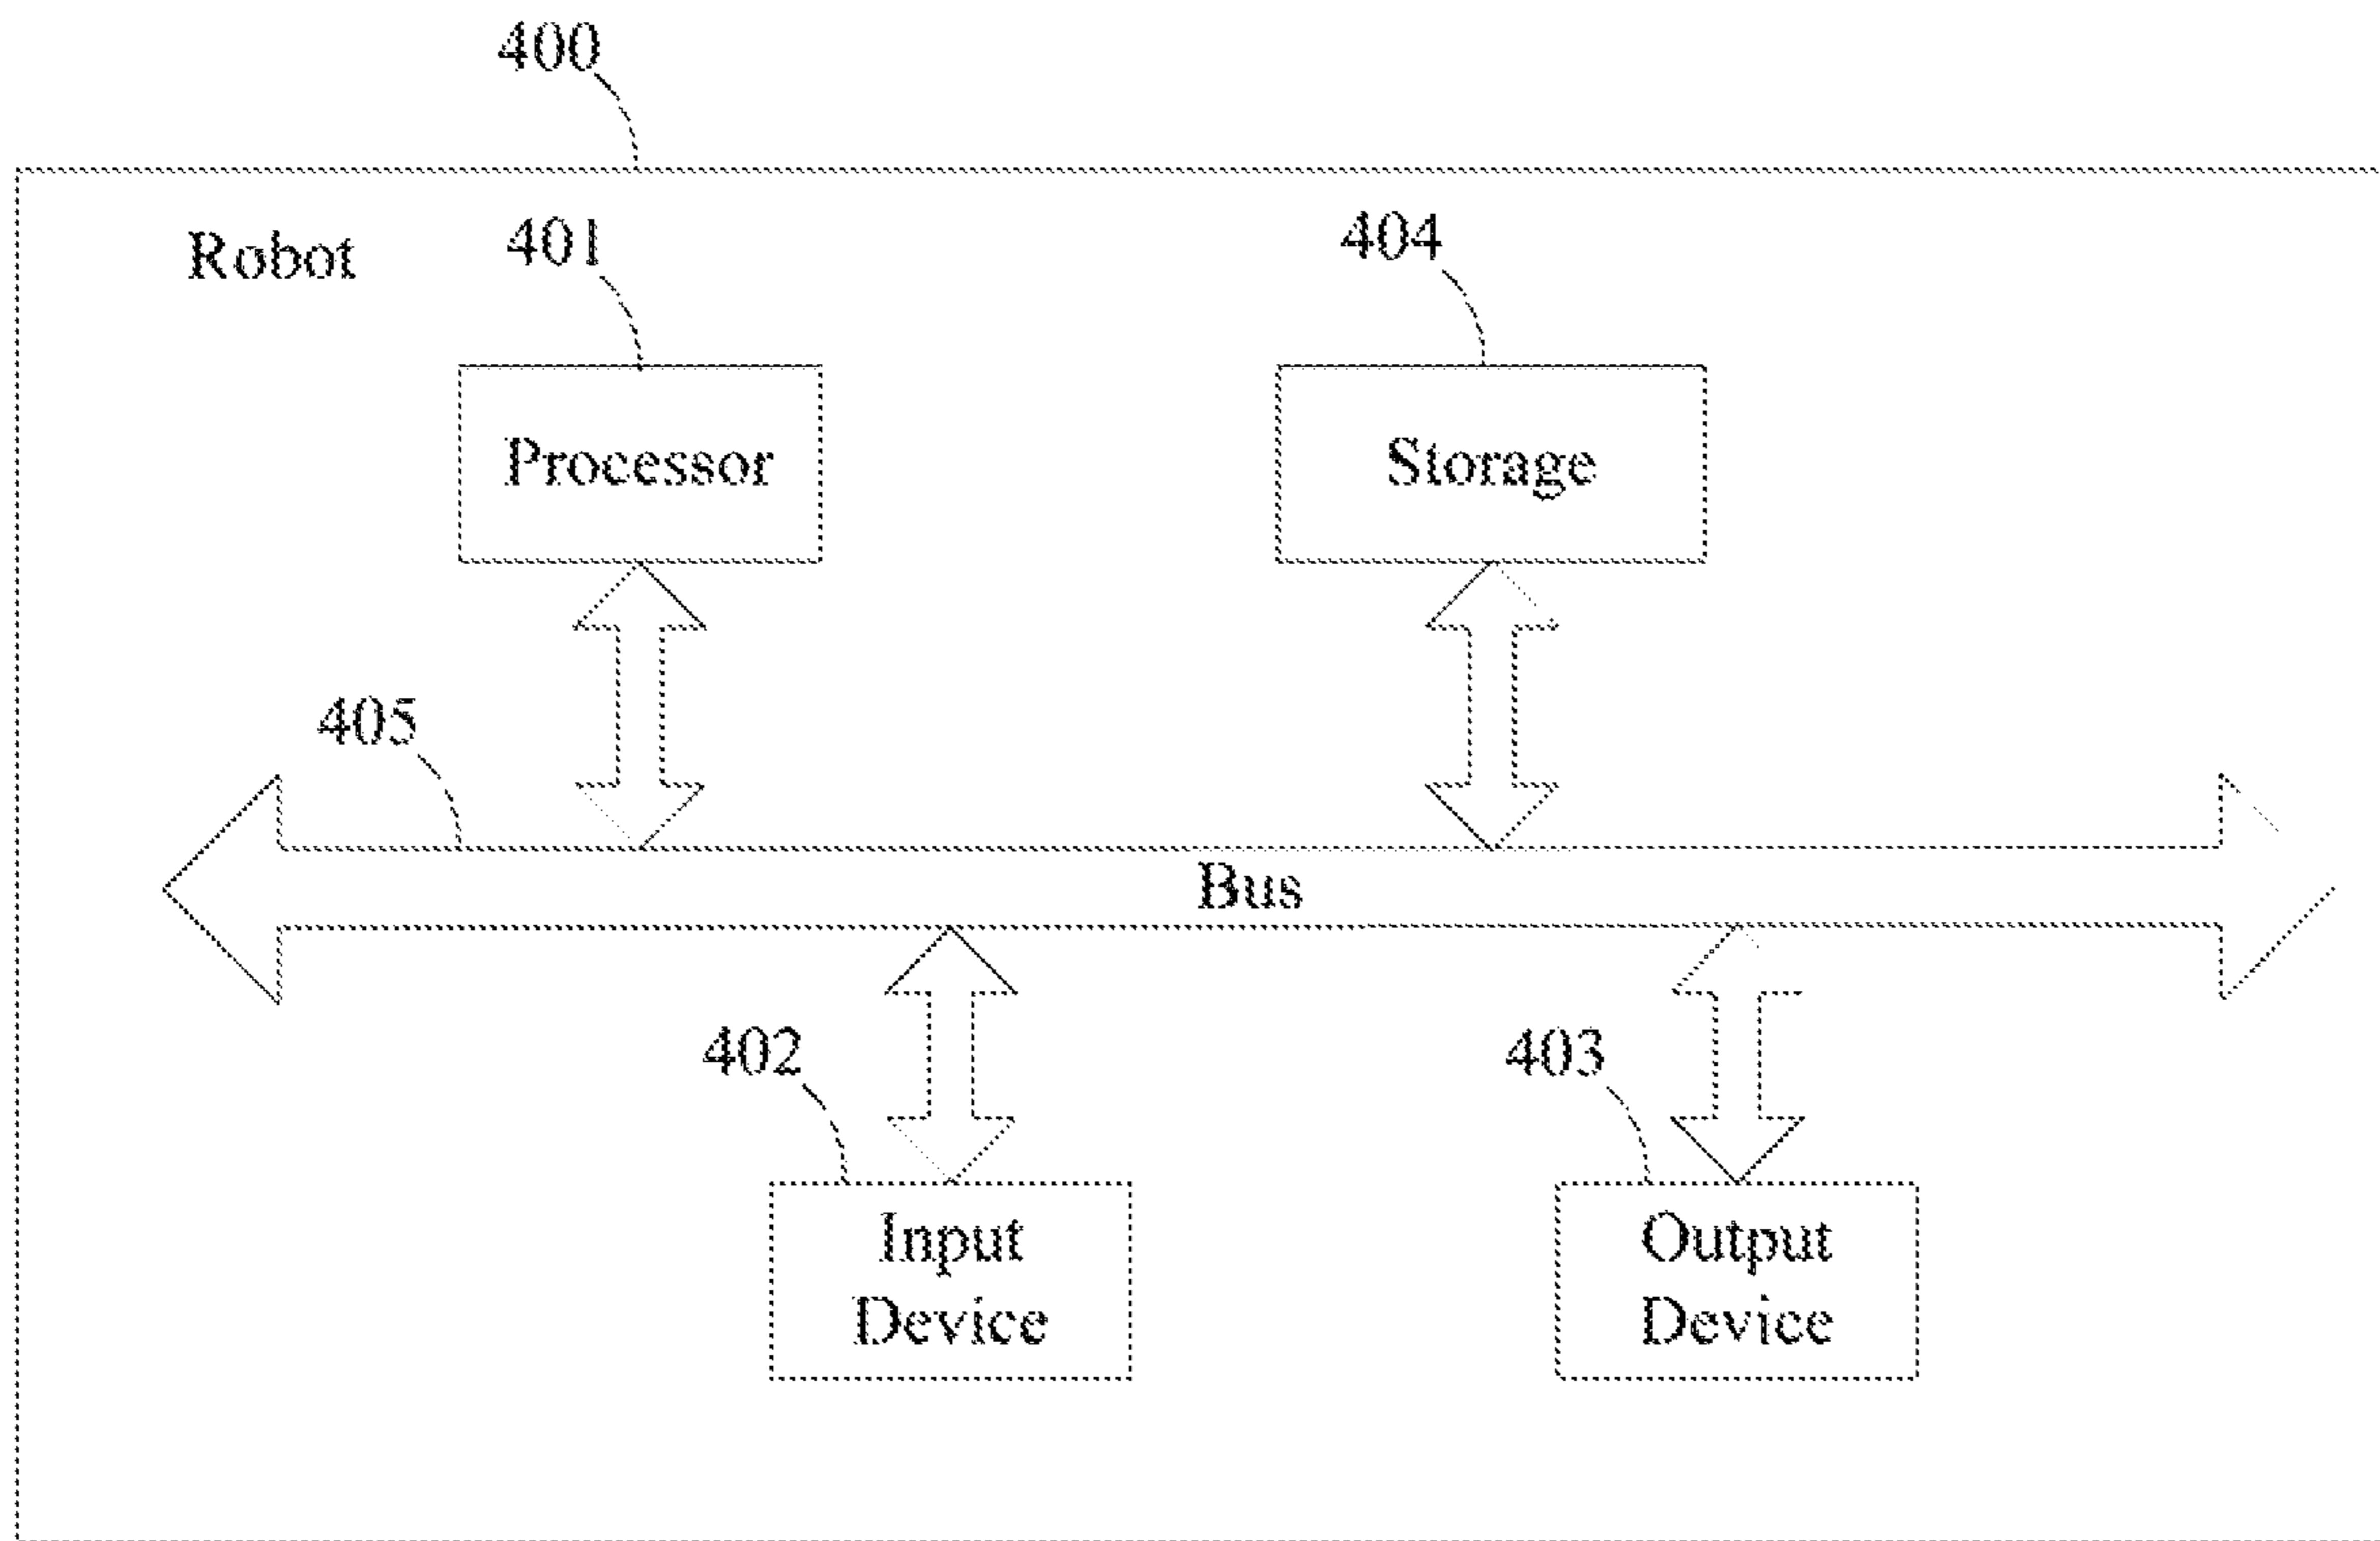 400
Robot
401
404
Processor
Storage
405
Bus
402
403
Input
Device
Output
Device